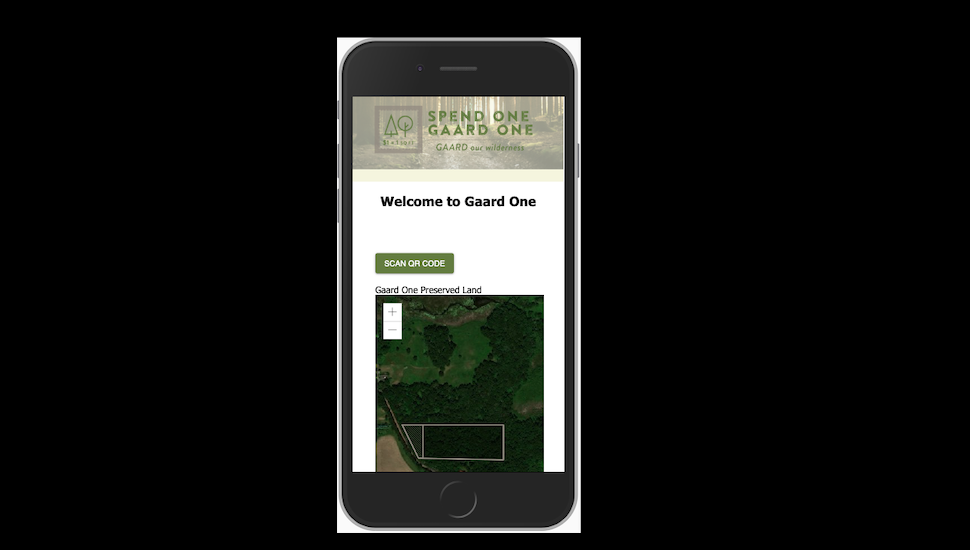 SPEND ONE
GAARD ONE
GAARD our wilderness
Welcome to Gaard One
SCAN QR CODE
Gaard One Preserved Land
+
−